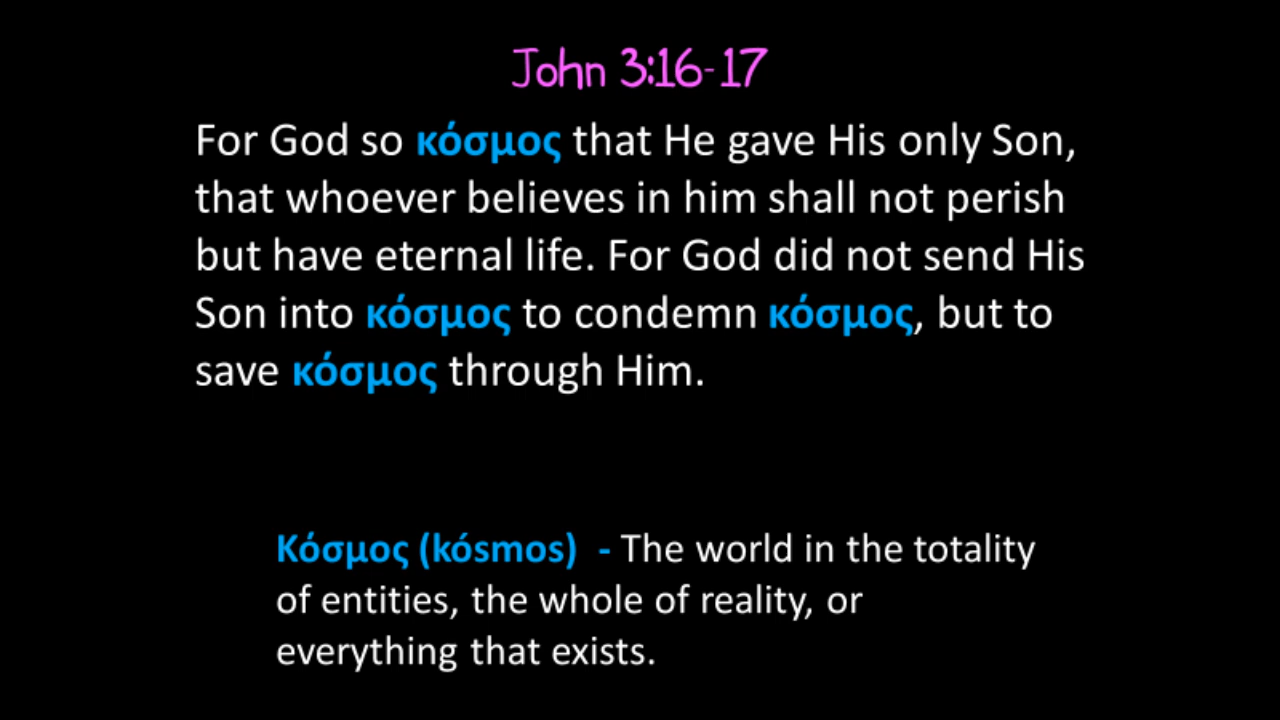 John 3:16-17
For God so κόσμος that He gave His only Son,
that whoever believes in him shall not perish
but have eternal life. For God did not send His
Son into κόσμος to condemn κόσμος, but to
save κόσμος through Him.
Κόσμος (kósmos) - The world in the totality
of entities, the whole of reality, or
everything that exists.